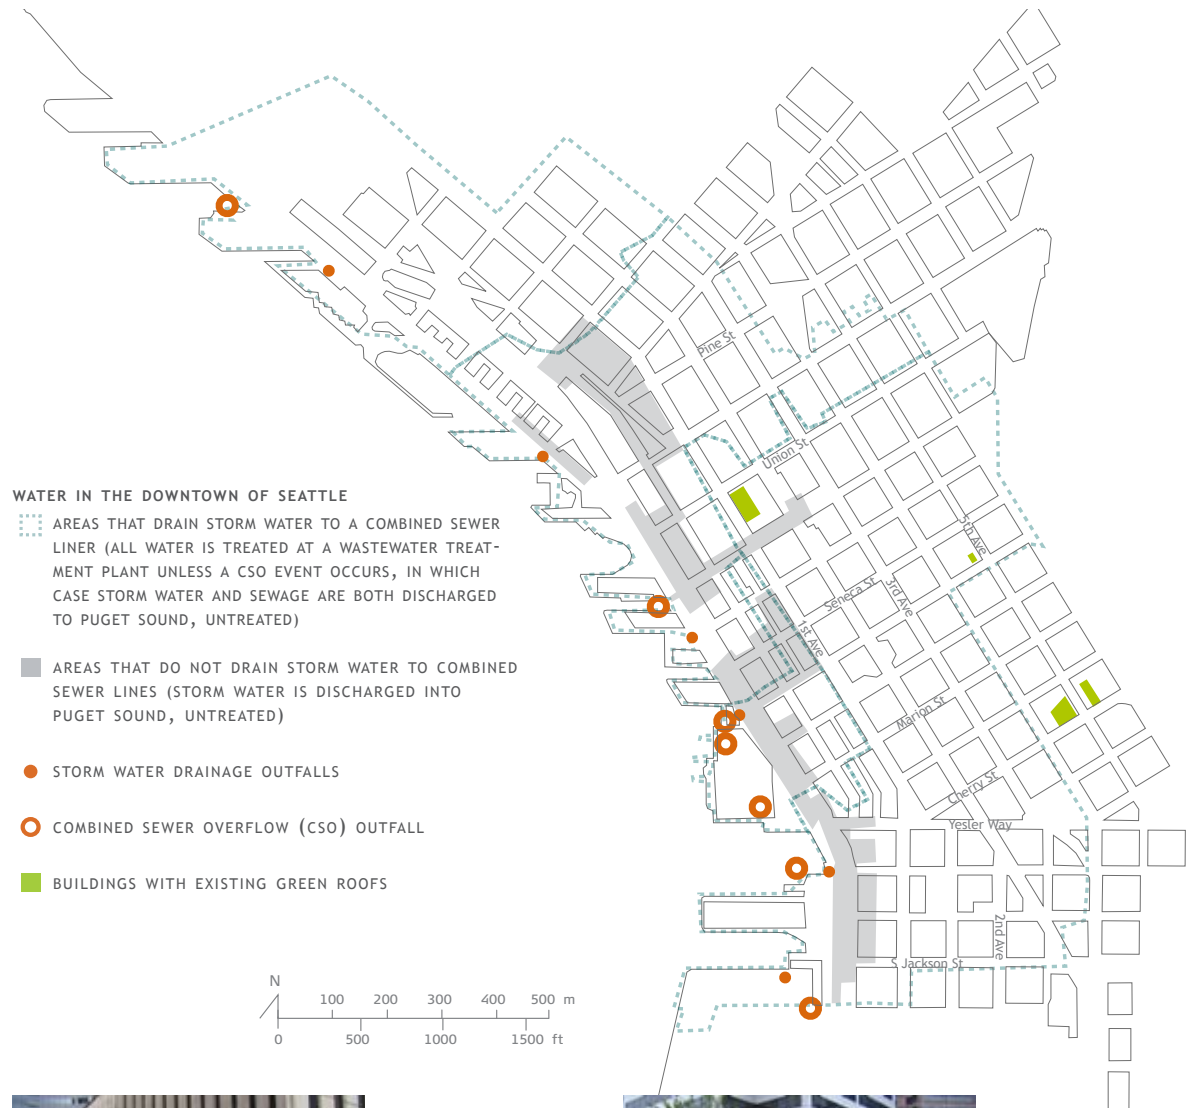 Pine St
Union St
5th Ave
Seneca St
3rd Ave
1st Ave
Marion St
Cherry St
Yesler Way
2nd Ave
S Jackson St
WATER IN THE DOWNTOWN OF SEATTLE
AREAS THAT DRAIN STORM WATER TO A COMBINED SEWER
LINER (ALL WATER IS TREATED AT A WASTEWATER TREAT-
MENT PLANT UNLESS A CSO EVENT OCCURS, IN WHICH
CASE STORM WATER AND SEWAGE ARE BOTH DISCHARGED
TO PUGET SOUND, UNTREATED)
AREAS THAT DO NOT DRAIN STORM WATER TO COMBINED
SEWER LINES (STORM WATER IS DISCHARGED INTO
PUGET SOUND, UNTREATED)
STORM WATER DRAINAGE OUTFALLS
COMBINED SEWER OVERFLOW (CSO) OUTFALL
BUILDINGS WITH EXISTING GREEN ROOFS
N
100 200 300 400 500 m
0 500 1000 1500 ft